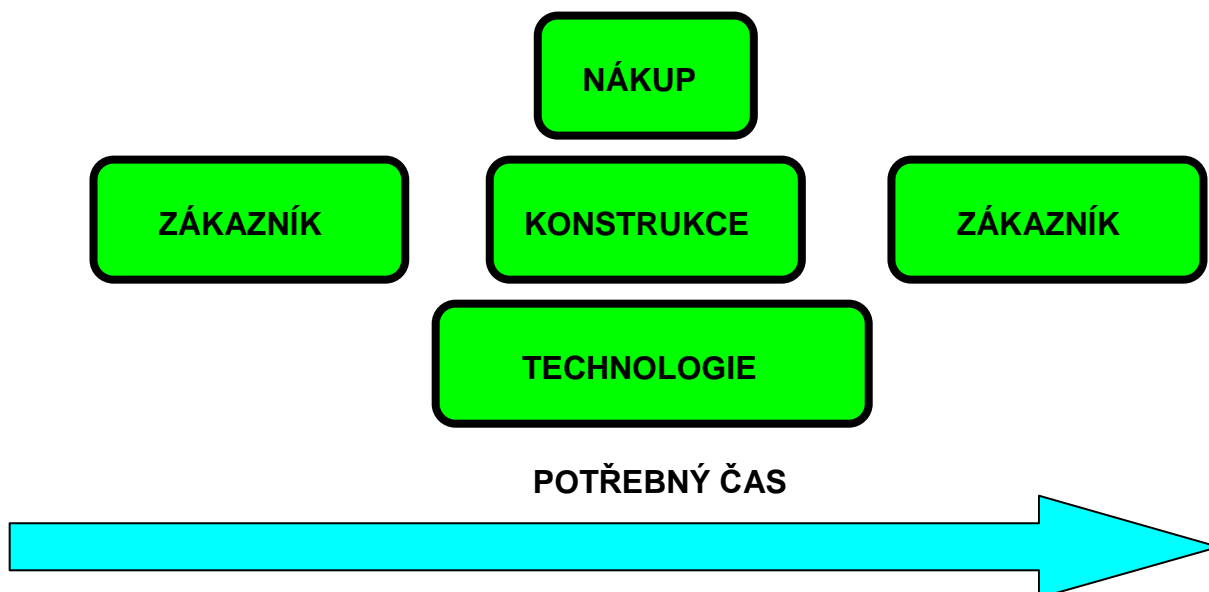 NÁKUP
ZÁKAZNÍK
KONSTRUKCE
ZÁKAZNÍK
TECHNOLOGIE
POTŘEBNÝ ČAS